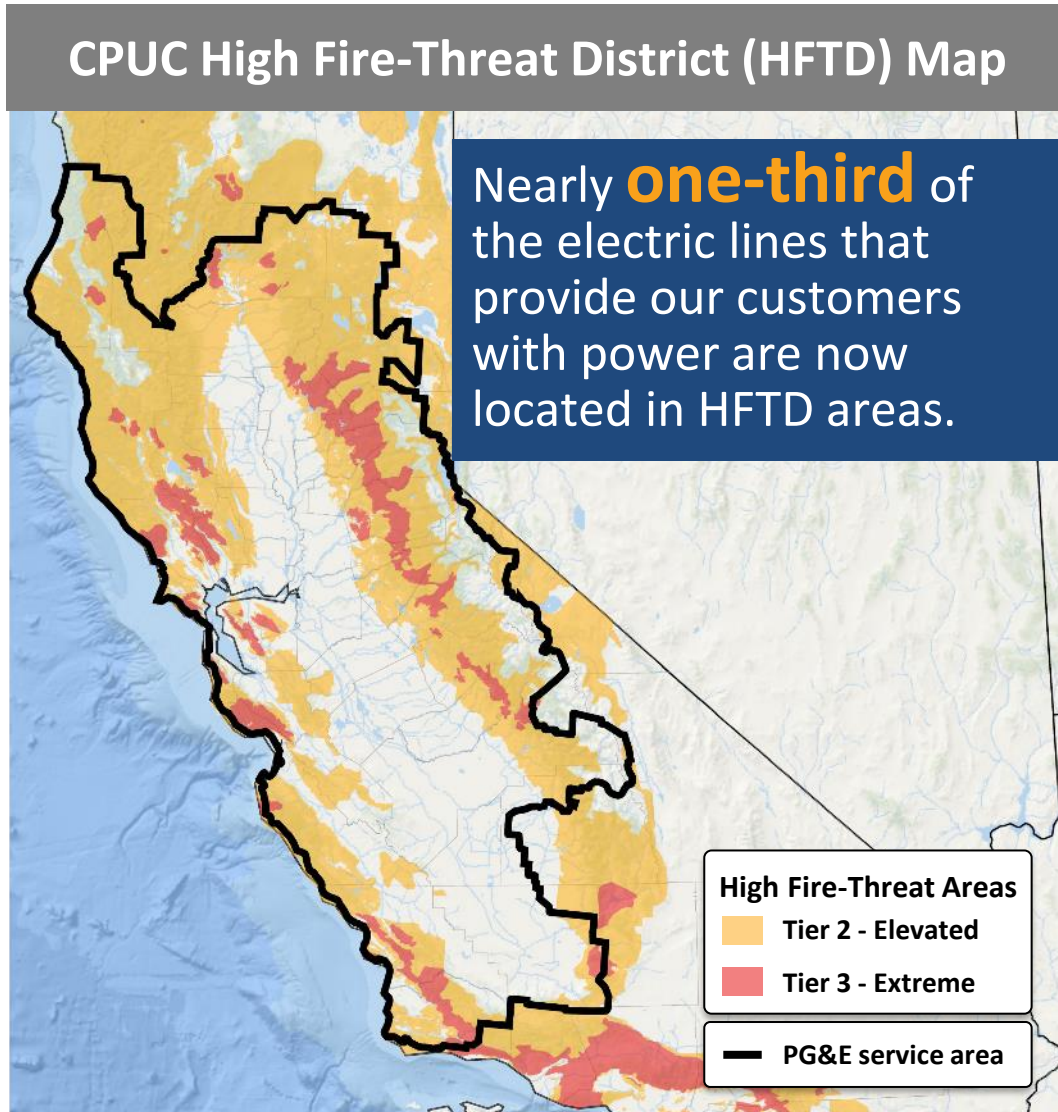 CPUC High Fire-Threat District (HFTD) Map
Nearly one-third of
the electric lines that
provide our customers
with power are now
located in HFTD areas.
High Fire-Threat Areas
Tier 2 - Elevated
Tier 3 - Extreme
PG&E service area